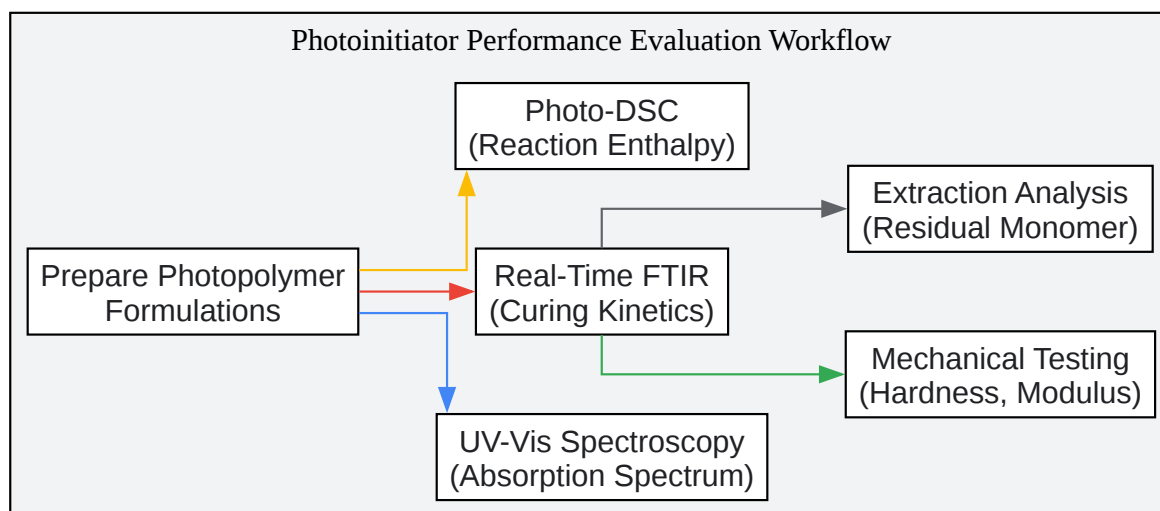 Photoinitiator Performance Evaluation Workflow
Photo-DSC
(Reaction Enthalpy)
Extraction Analysis
(Residual Monomer)
Prepare Photopolymer
Formulations
Real-Time FTIR
(Curing Kinetics)
Mechanical Testing
(Hardness, Modulus)
UV-Vis Spectroscopy
(Absorption Spectrum)